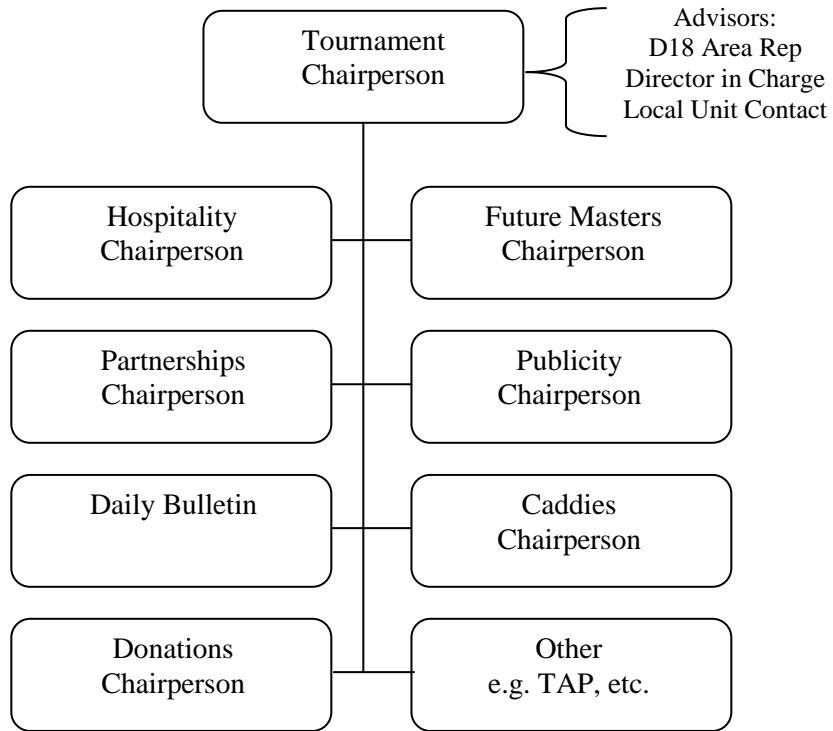 Tournament
Chairperson
Advisors:
D18 Area Rep
Director in Charge
Local Unit Contact
Hospitality
Chairperson
Future Masters
Chairperson
Partnerships
Chairperson
Publicity
Chairperson
Daily Bulletin
Caddies
Chairperson
Donations
Chairperson
Other
e.g. TAP, etc.